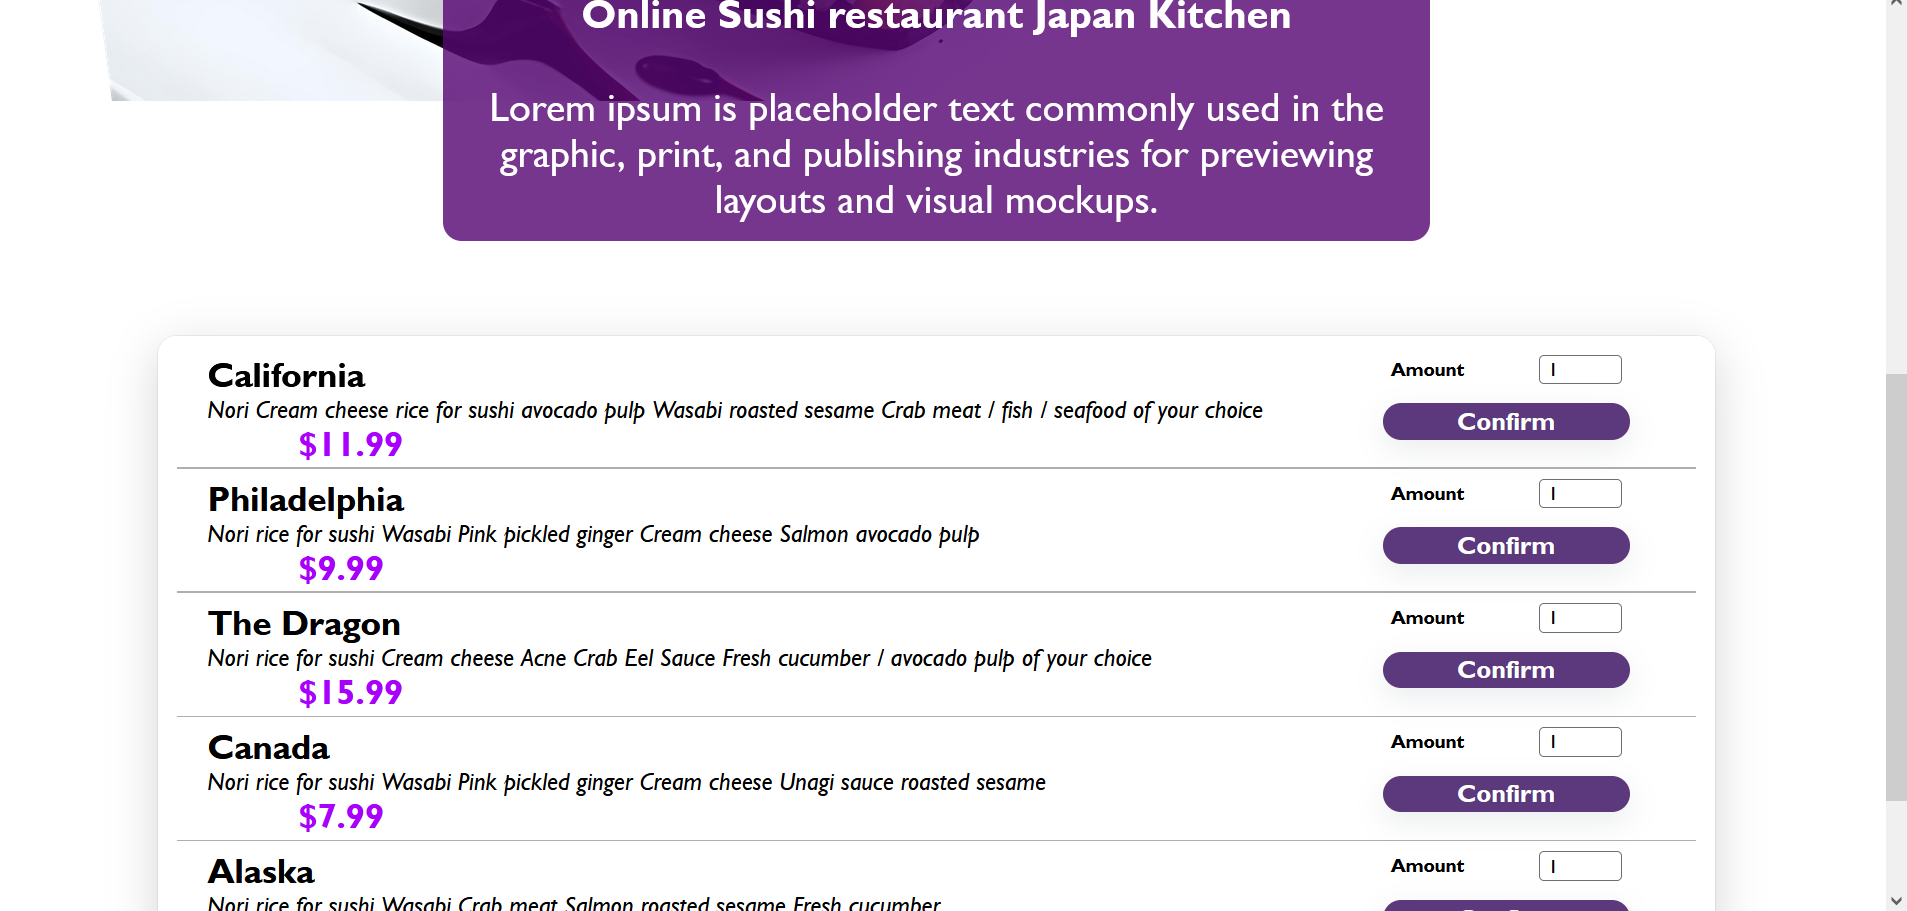 Online Sushi restaurant Japan Kitchen
Lorem ipsum is placeholder text commonly used in the
graphic, print, and publishing industries for previewing
layouts and visual mockups.
California
Nori Cream cheese rice for sushi avocado pulp Wasabi roasted sesame Crab meat / fish / seafood of your choice
$11.99
Amount 1
Confirm
Philadelphia
Nori rice for sushi Wasabi Pink pickled ginger Cream cheese Salmon avocado pulp
$9.99
Amount 1
Confirm
The Dragon
Nori rice for sushi Cream cheese Acne Crab Eel Sauce Fresh cucumber / avocado pulp of your choice
$15.99
Amount 1
Confirm
Canada
Nori rice for sushi Wasabi Pink pickled ginger Cream cheese Unagi sauce roasted sesame
$7.99
Amount 1
Confirm
Alaska
Nori rice for sushi Wasabi Crab meat Salmon roasted sesame Fresh cucumber
Amount 1